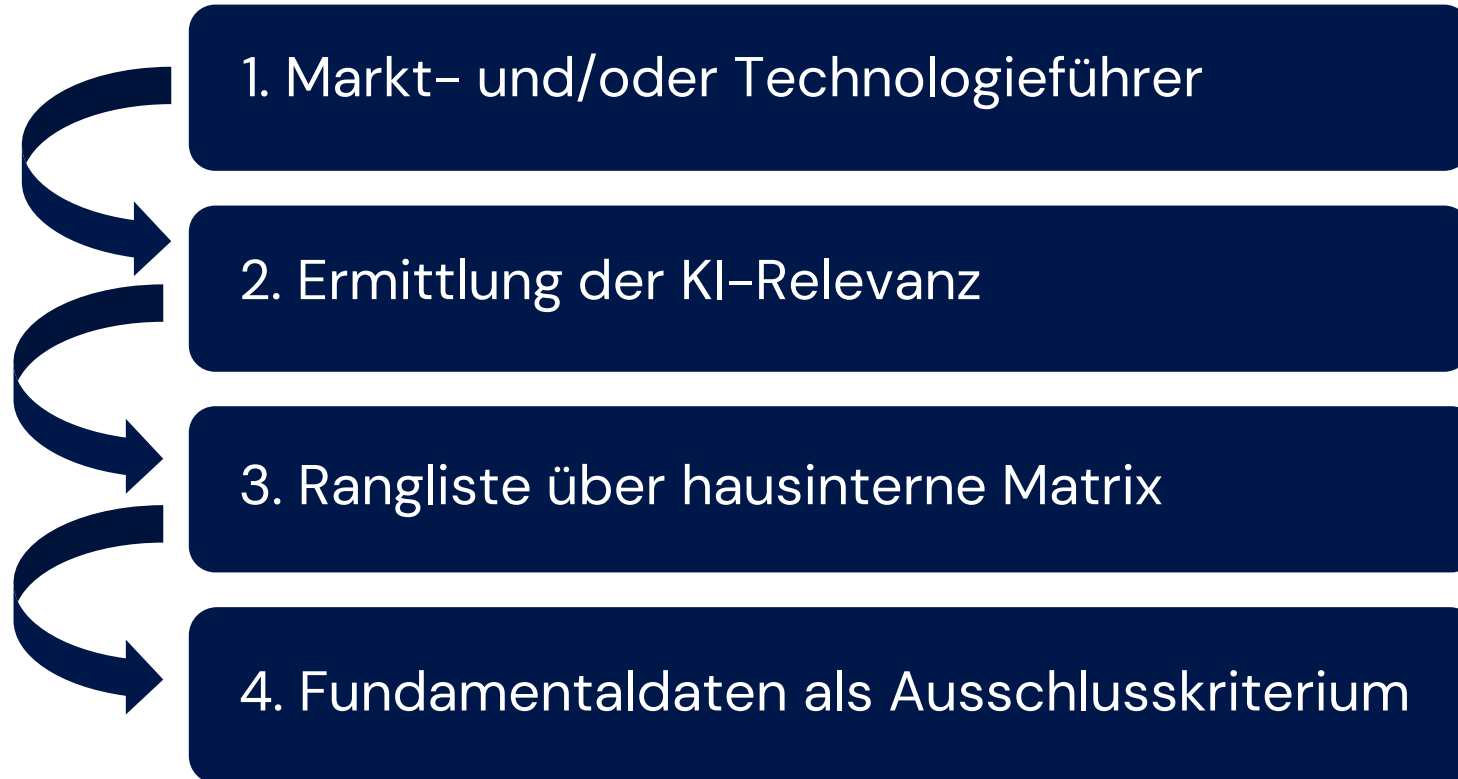 1. Markt- und/oder Technologieführer
2. Ermittlung der KI-Relevanz
3. Rangliste über hausinterne Matrix
4. Fundamentaldaten als Ausschlusskriterium